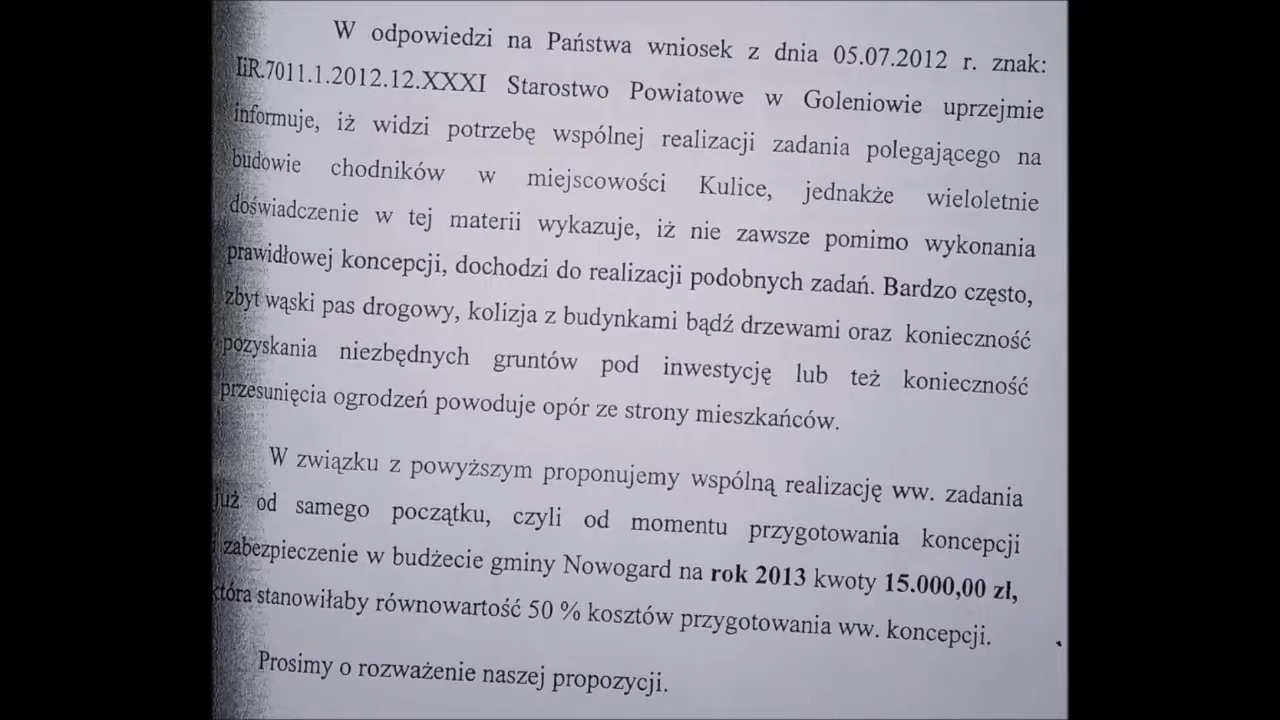 W odpowiedzi na Państwa wniosek z dnia 05.07.2012 r. znak:
IiR.7011.1.2012.12.XXXI Starostwo Powiatowe w Goleniowie uprzejmie
informuje, iż widzi potrzebę wspólnej realizacji zadania polegającego na
budowie chodników w miejscowości Kulice, jednakże wieloletnie
doświadczenie w tej materii wykazuje, iż nie zawsze pomimo wykonania
prawidłowej koncepcji, dochodzi do realizacji podobnych zadań. Bardzo często,
zbyt wąski pas drogowy, kolizja z budynkami bądź drzewami oraz konieczność
pozyskania niezbędnych gruntów pod inwestycję lub też konieczność
przesunięcia ogrodzeń powoduje opór ze strony mieszkańców.
W związku z powyższym proponujemy wspólną realizację ww. zadania
już od samego początku, czyli od momentu przygotowania koncepcji
i zabezpieczenie w budżecie gminy Nowogard na rok 2013 kwoty 15.000,00 zł,
która stanowiłaby równowartość 50 % kosztów przygotowania ww. koncepcji.
Prosimy o rozważenie naszej propozycji.